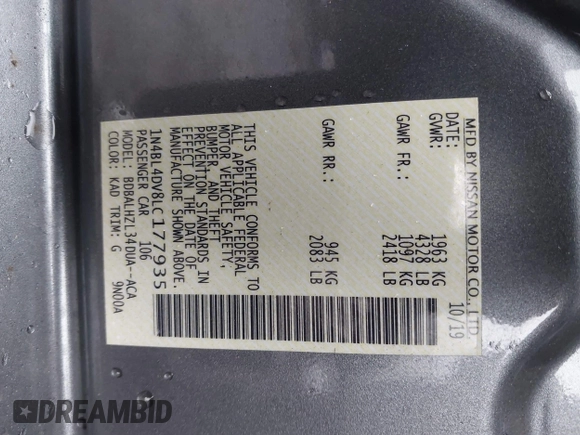 MFD BY NISSAN MOTOR CO., LTD.
DATE: 10/19
GVWR: 1963 KG
4328 LB
GAWR FR.: 1097 KG
2418 LB
GAWR RR.: 945 KG
2083 LB
THIS VEHICLE CONFORMS TO
ALL APPLICABLE FEDERAL
MOTOR VEHICLE SAFETY,
BUMPER, AND THEFT
PREVENTION STANDARDS IN
EFFECT ON THE DATE OF
MANUFACTURE SHOWN ABOVE.
1N4BL4DV8LC177935
PASSENGER CAR 106
MODEL: BDBALHZL34DUA--ACA
COLOR: KAD TRIM: G 9N00A
DREAMBID